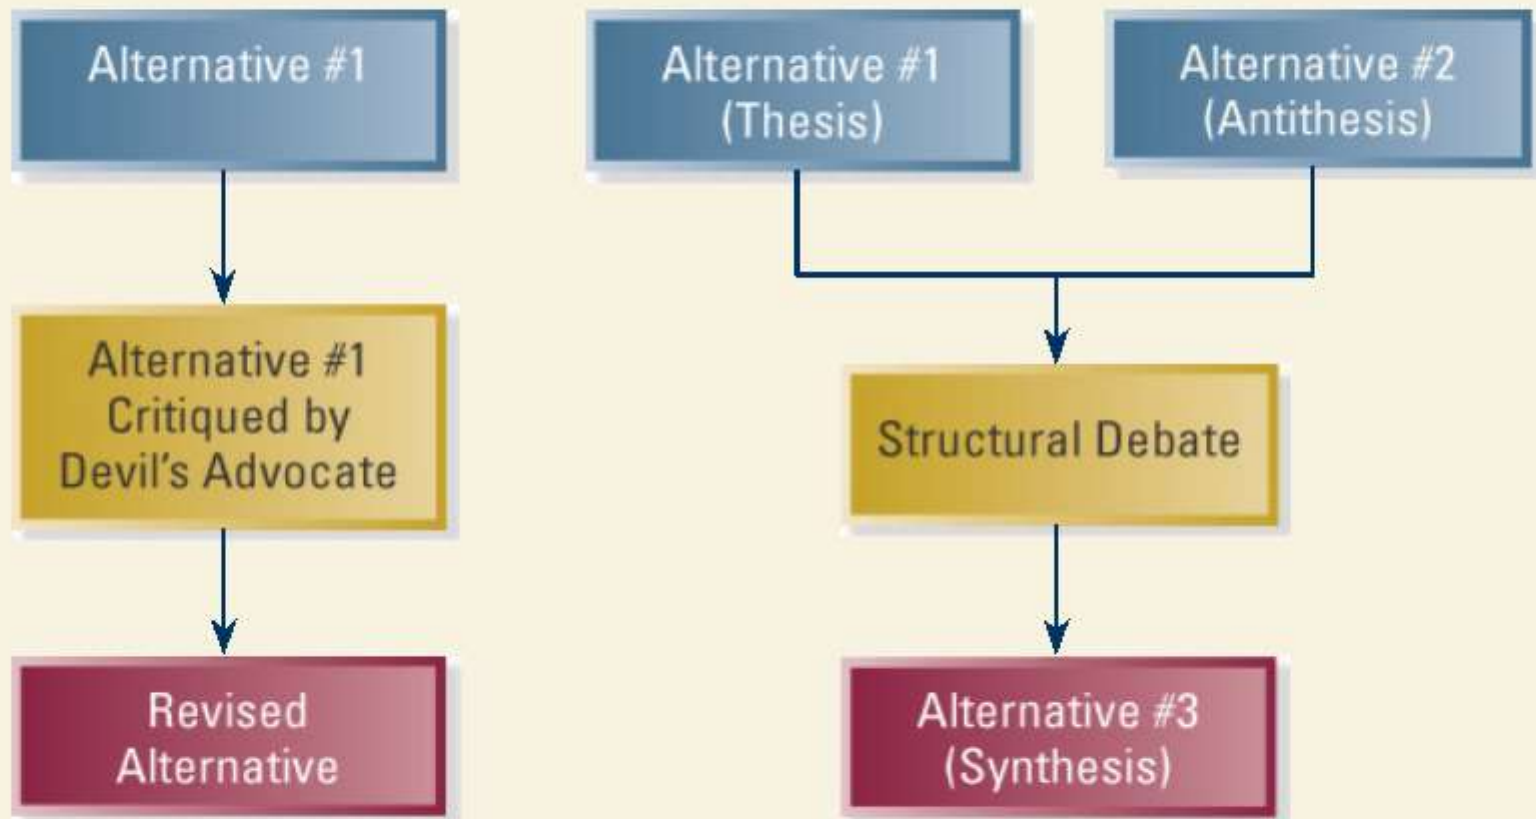 Alternative #1
Alternative #1
Critiqued by
Devil's Advocate
Revised
Alternative
Alternative #1
(Thesis)
Alternative #2
(Antithesis)
Structural Debate
Alternative #3
(Synthesis)